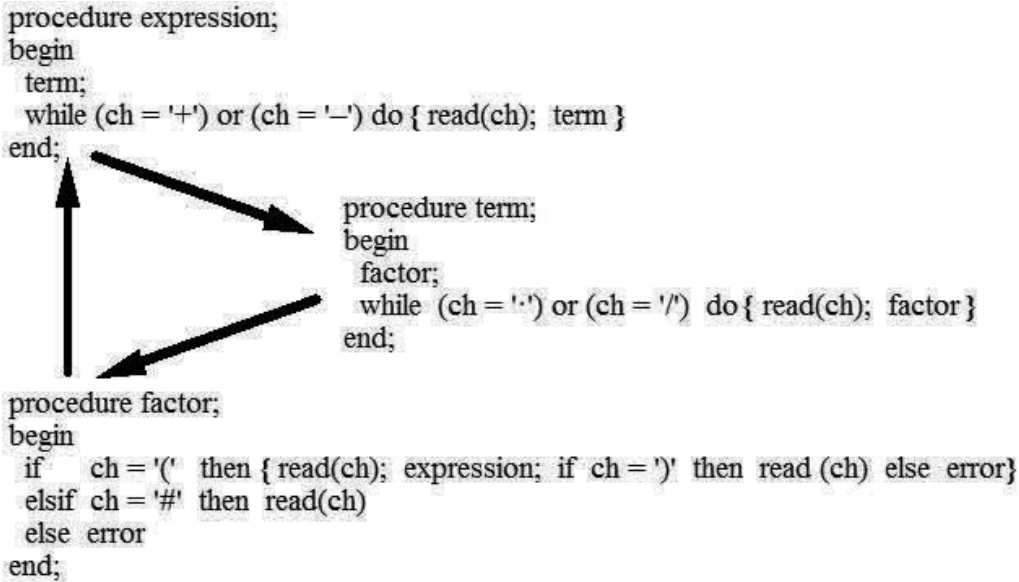 procedure expression;
begin
term;
while (ch = '+') or (ch = '–') do { read(ch); term }
end;
procedure term;
begin
factor;
while (ch = '·') or (ch = '/') do { read(ch); factor }
end;
procedure factor;
begin
if ch = '(' then { read(ch); expression; if ch = ')' then read (ch) else error}
elsif ch = '#' then read(ch)
else error
end;